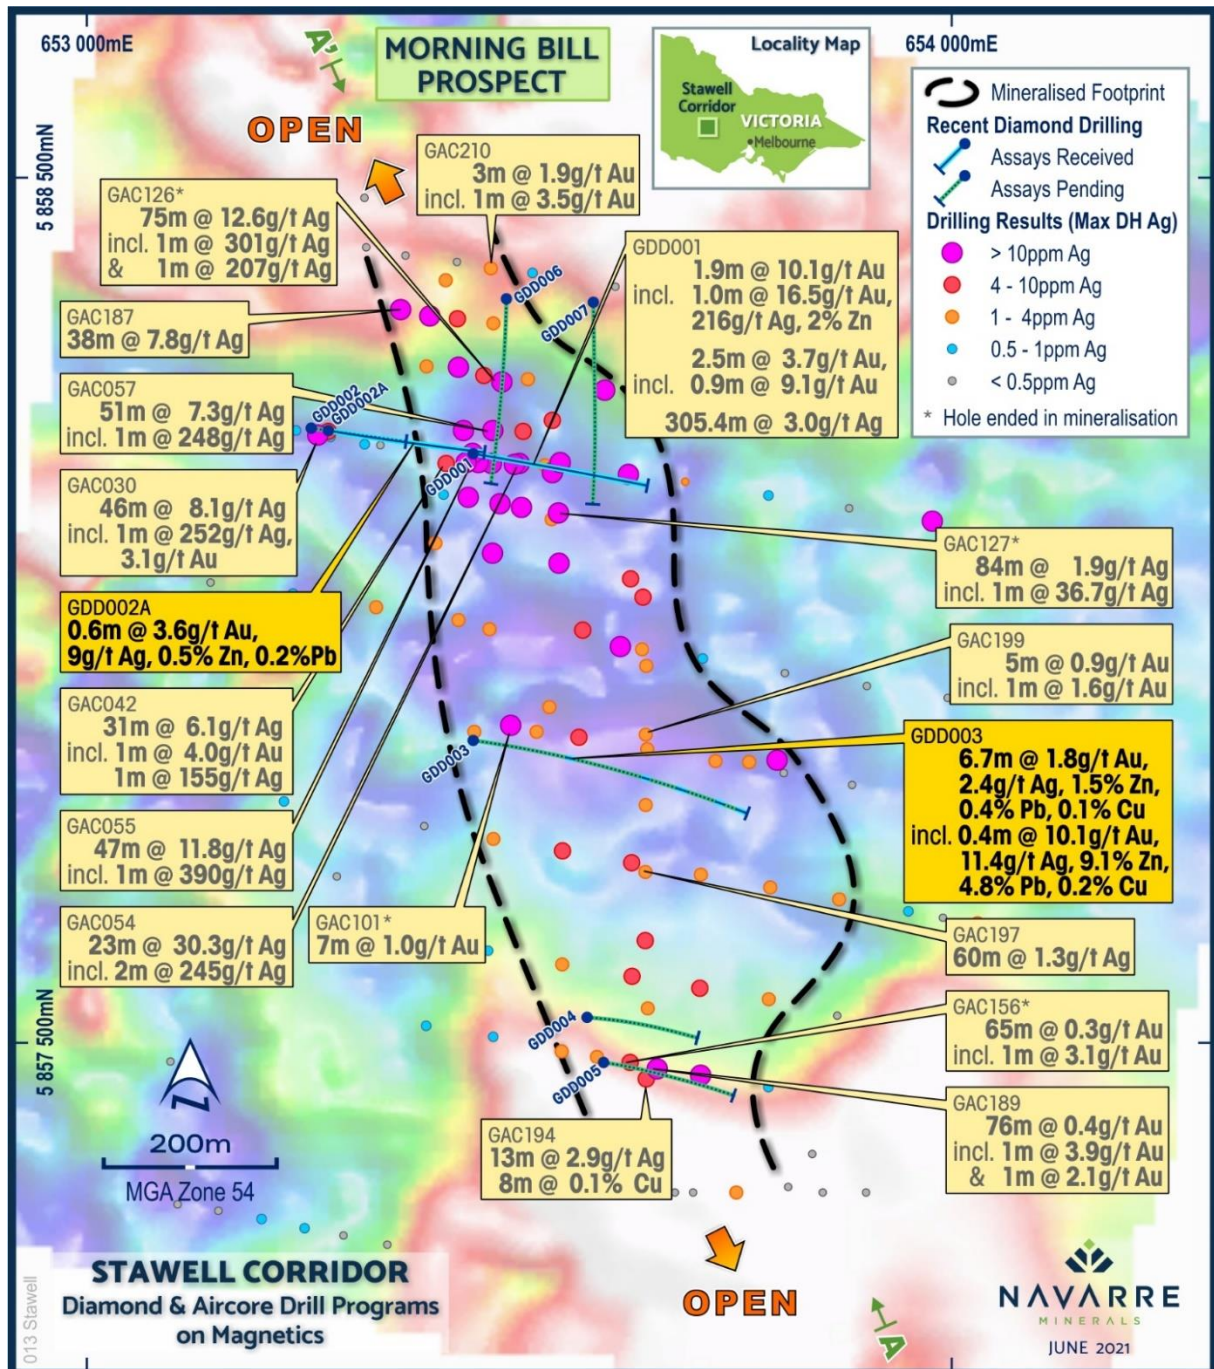 653 000mE
A'
MORNING BILL
PROSPECT
Locality Map
Stawell
Corridor
VICTORIA
Melbourne
654 000mE
Mineralised Footprint
Recent Diamond Drilling
Assays Received
Assays Pending
Drilling Results (Max DH Ag)
> 10ppm Ag
4 - 10ppm Ag
1 - 4ppm Ag
0.5 - 1ppm Ag
< 0.5ppm Ag
* Hole ended in mineralisation
OPEN
5 858 500mN
GAC210
3m @ 1.9g/t Au
incl. 1m @ 3.5g/t Au
GAC126*
75m @ 12.6g/t Ag
incl. 1m @ 301g/t Ag
& 1m @ 207g/t Ag
GDD001
1.9m @ 10.1g/t Au
incl. 1.0m @ 16.5g/t Au,
216g/t Ag, 2% Zn
2.5m @ 3.7g/t Au,
incl. 0.9m @ 9.1g/t Au
305.4m @ 3.0g/t Ag
GDD006
GDD007
GAC187
38m @ 7.8g/t Ag
GAC057
51m @ 7.3g/t Ag
incl. 1m @ 248g/t Ag
GDD002
GDD002A
GDD001
GAC030
46m @ 8.1g/t Ag
incl. 1m @ 252g/t Ag,
3.1g/t Au
GAC127*
84m @ 1.9g/t Ag
incl. 1m @ 36.7g/t Ag
GDD002A
0.6m @ 3.6g/t Au,
9g/t Ag, 0.5% Zn, 0.2%Pb
GAC199
5m @ 0.9g/t Au
incl. 1m @ 1.6g/t Au
GAC042
31m @ 6.1g/t Ag
incl. 1m @ 4.0g/t Au
1m @ 155g/t Ag
GDD003
GDD003
6.7m @ 1.8g/t Au,
2.4g/t Ag, 1.5% Zn,
0.4% Pb, 0.1% Cu
incl. 0.4m @ 10.1g/t Au,
11.4g/t Ag, 9.1% Zn,
4.8% Pb, 0.2% Cu
GAC055
47m @ 11.8g/t Ag
incl. 1m @ 390g/t Ag
GAC054
23m @ 30.3g/t Ag
incl. 2m @ 245g/t Ag
GAC101*
7m @ 1.0g/t Au
GAC197
60m @ 1.3g/t Ag
5 857 500mN
GDD004
GDD005
GAC156*
65m @ 0.3g/t Au
incl. 1m @ 3.1g/t Au
GAC189
76m @ 0.4g/t Au
incl. 1m @ 3.9g/t Au
& 1m @ 2.1g/t Au
GAC194
13m @ 2.9g/t Ag
8m @ 0.1% Cu
N
200m
MGA Zone 54
OPEN
A
STAWELL CORRIDOR
Diamond & Aircore Drill Programs
on Magnetics
013 Stawell
NAVARRE
MINERALS
JUNE 2021